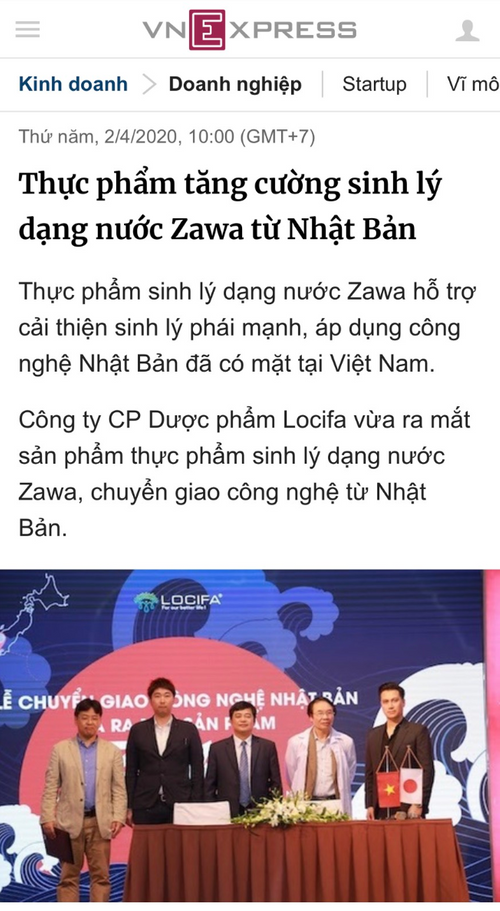 VNEXPRESS
Kinh doanh
Doanh nghiệp
Startup
Vĩ mô
Thứ năm, 2/4/2020, 10:00 (GMT+7)
Thực phẩm tăng cường sinh lý
dạng nước Zawa từ Nhật Bản
Thực phẩm sinh lý dạng nước Zawa hỗ trợ
cải thiện sinh lý phái mạnh, áp dụng công
nghệ Nhật Bản đã có mặt tại Việt Nam.
Công ty CP Dược phẩm Locifa vừa ra mắt
sản phẩm thực phẩm sinh lý dạng nước
Zawa, chuyển giao công nghệ từ Nhật
Bản.
LOCIFA
For our better life!
LỄ CHUYỂN GIAO CÔNG NGHỆ NHẬT BẢN
RA SẢN PHẨM